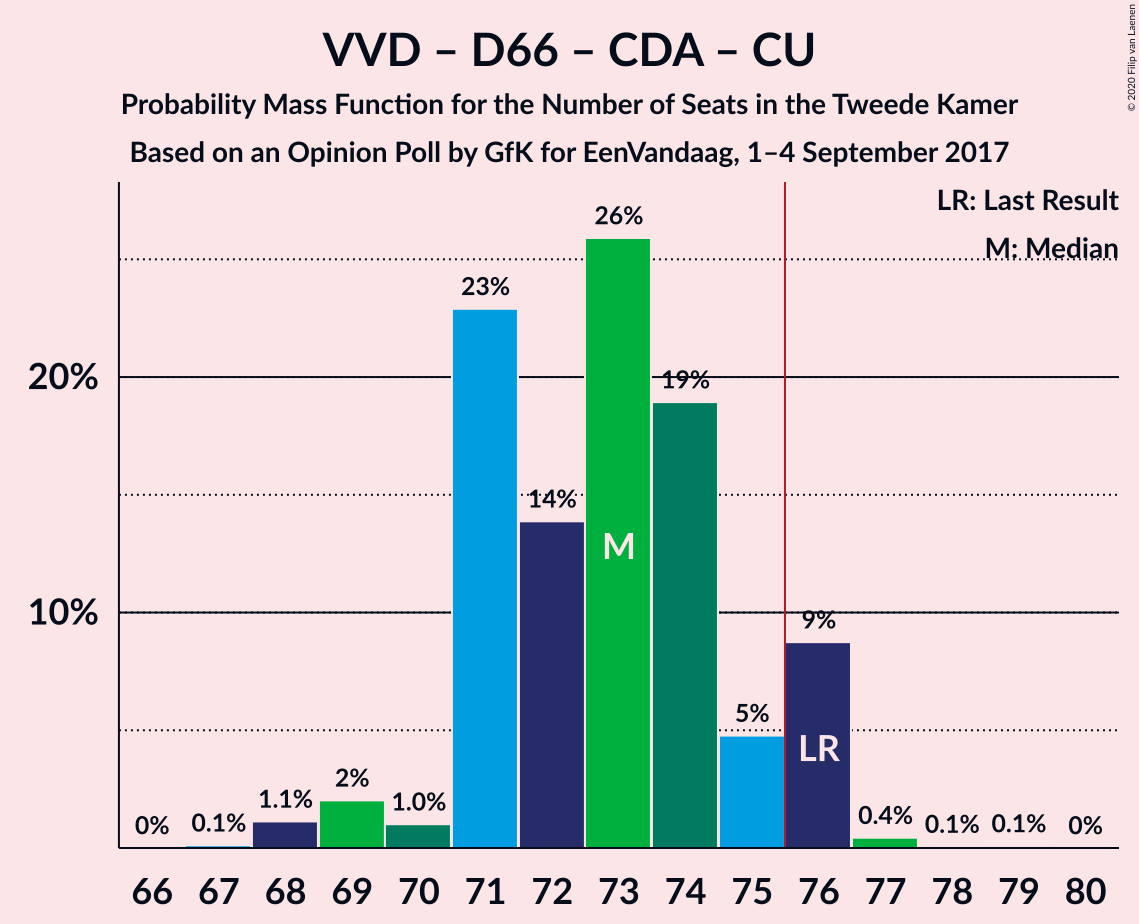 VVD – D66 – CDA – CU
Probability Mass Function for the Number of Seats in the Tweede Kamer
Based on an Opinion Poll by GfK for EenVandaag, 1–4 September 2017
© 2020 Filip van Laenen
LR: Last Result
M: Median
20%
10%
0%
0.1%
1.1%
2%
1.0%
23%
14%
26%
19%
5%
9%
0.4%
0.1%
0.1%
0%
M
LR
66 67 68 69 70 71 72 73 74 75 76 77 78 79 80